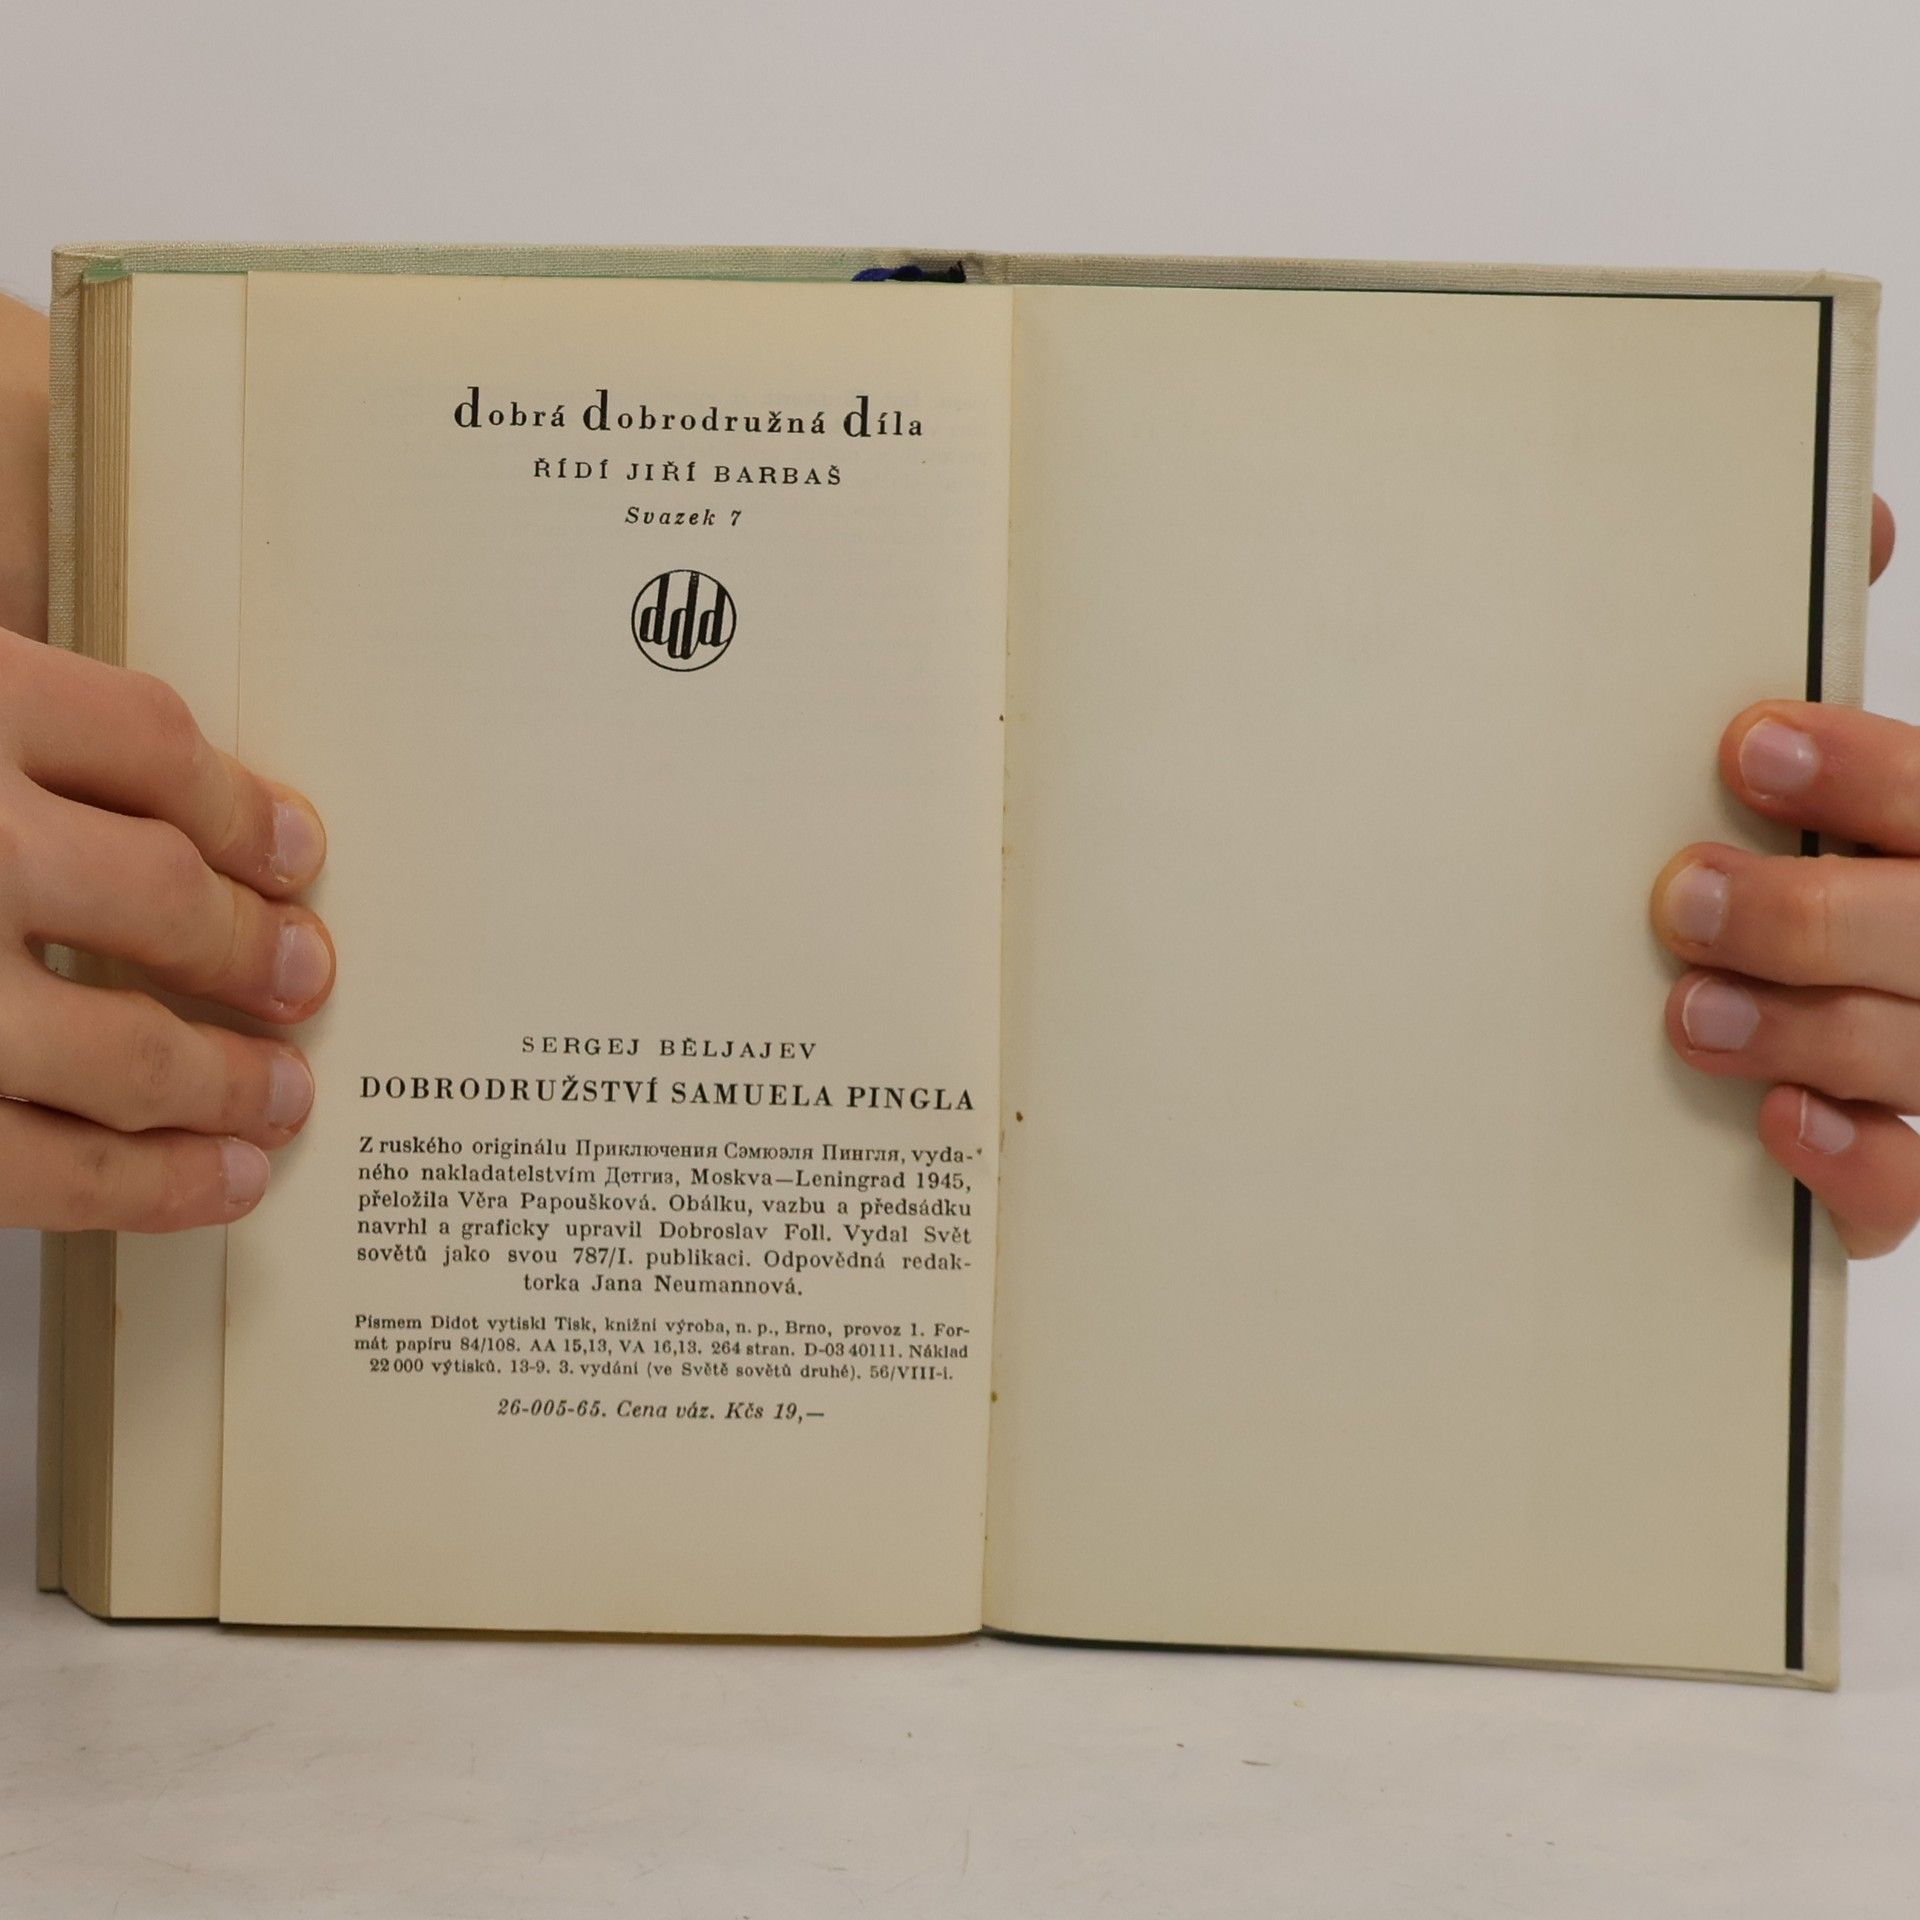 dobrá dobrodružná díla
ŘÍDÍ JIŘÍ BARBAŠ
Svazek 7
ddd
SERGEJ BĚLJAJEV
DOBRODRUŽSTVÍ SAMUELA PINGLA
Z ruského originálu Приключения Сэмюэля Пингля, vyda-
ného nakladatelstvím Детгиз, Moskva—Leningrad 1945,
přeložila Věra Papoušková. Obálku, vazbu a předsádku
navrhl a graficky upravil Dobroslav Foll. Vydal Svět
sovětů jako svou 787/I. publikaci. Odpovědná redak-
torka Jana Neumannová.
Písmem Didot vytiskl Tisk, knižní výroba, n. p., Brno, provoz 1. For-
mát papíru 84/108. AA 15,13, VA 16,13. 264 stran. D-03 40111. Náklad
22 000 výtisků. 13-9. 3. vydání (ve Světě sovětů druhé). 56/VIII-i.
26-005-65. Cena váz. Kčs 19,—